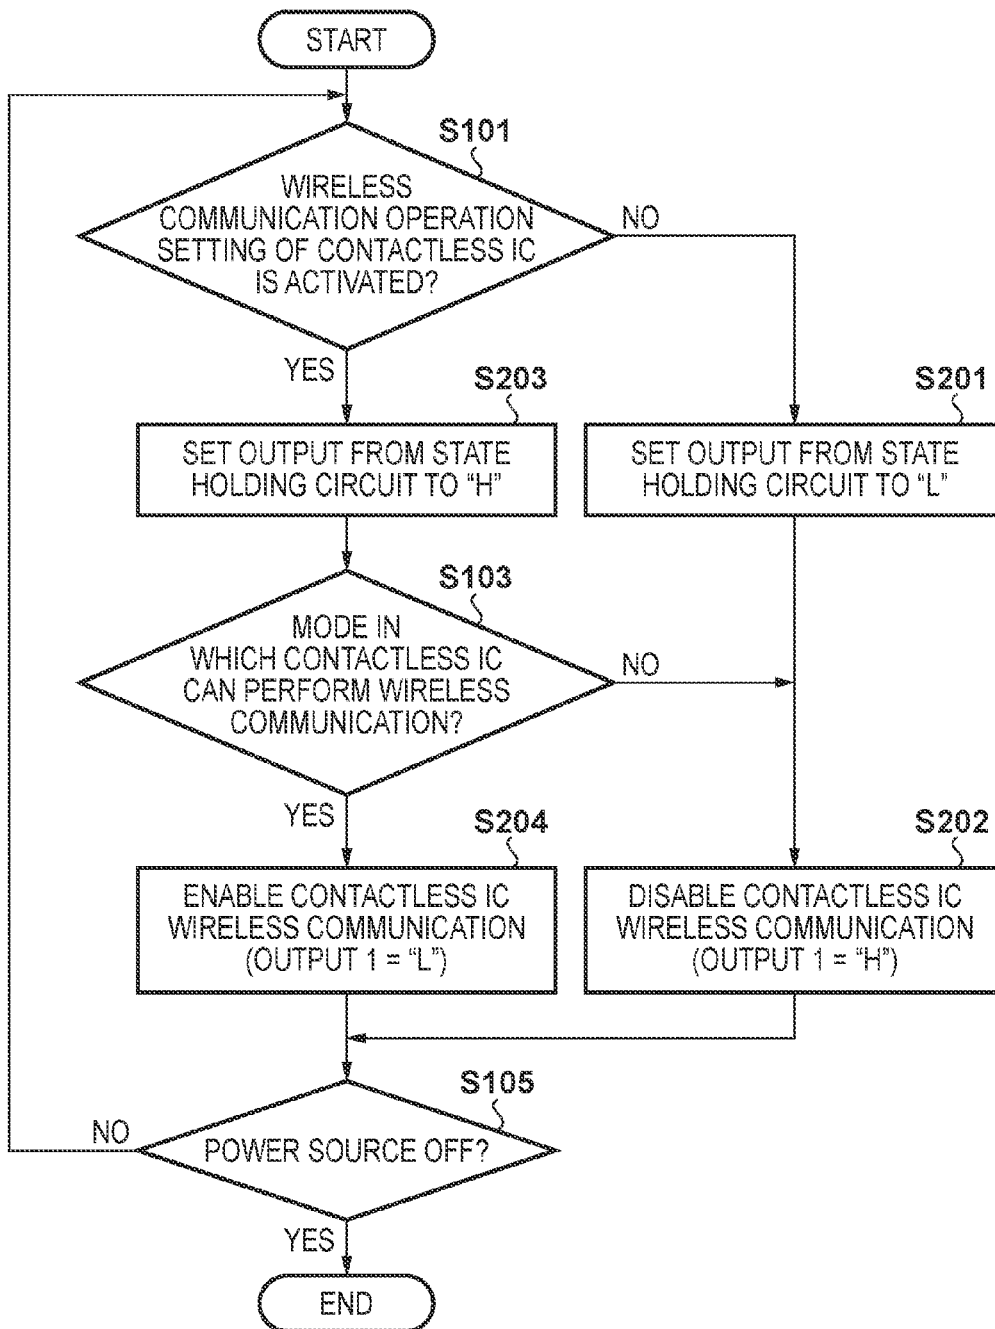 START
S101
WIRELESS
COMMUNICATION OPERATION
SETTING OF CONTACTLESS IC
IS ACTIVATED?
NO
YES
S203
SET OUTPUT FROM STATE
HOLDING CIRCUIT TO “H”
S201
SET OUTPUT FROM STATE
HOLDING CIRCUIT TO “L”
S103
MODE IN
WHICH CONTACTLESS IC
CAN PERFORM WIRELESS
COMMUNICATION?
NO
YES
S204
ENABLE CONTACTLESS IC
WIRELESS COMMUNICATION
(OUTPUT 1 = “L”)
S202
DISABLE CONTACTLESS IC
WIRELESS COMMUNICATION
(OUTPUT 1 = “H”)
S105
NO
POWER SOURCE OFF?
YES
END